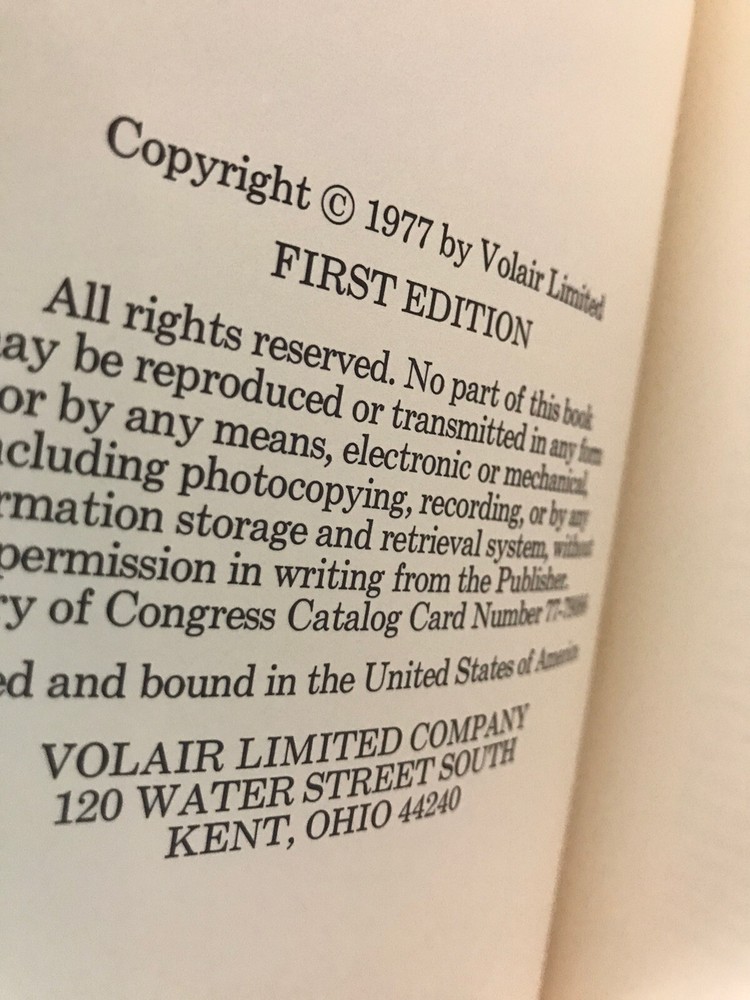 Copyright © 1977 by Volair Limited
FIRST EDITION
All rights reserved. No part of this book
ay be reproduced or transmitted in any form
or by any means, electronic or mechanical,
cluding photocopying, recording, or by any
rmation storage and retrieval system, without
permission in writing from the Publisher.
ry of Congress Catalog Card Number
ed and bound in the United States of America
VOLAIR LIMITED COMPANY
120 WATER STREET SOUTH
KENT, OHIO 44240